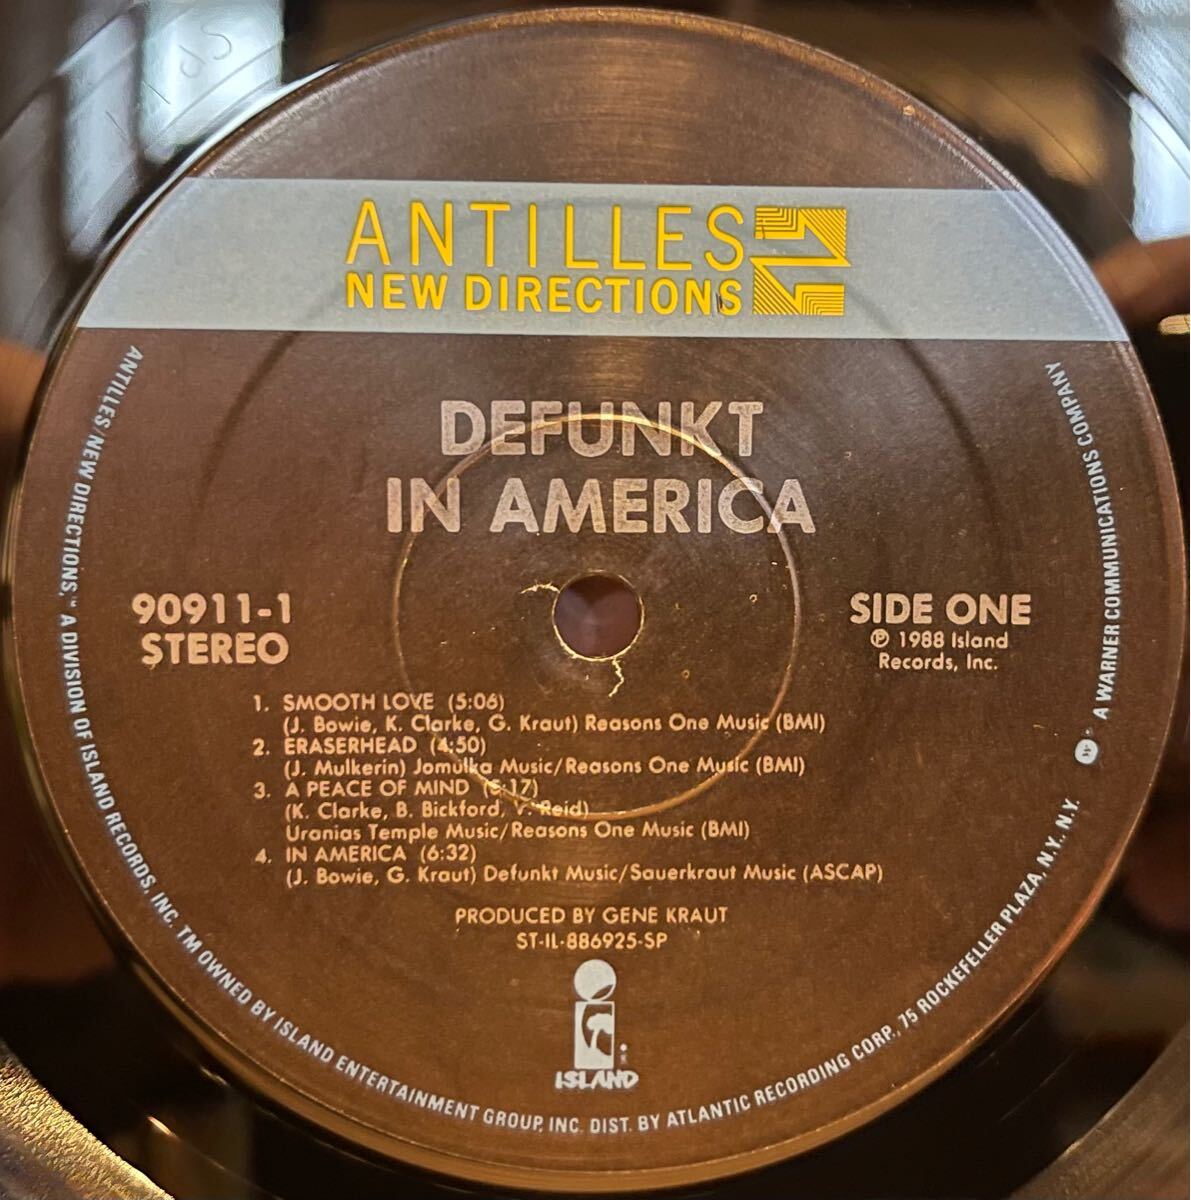 ANTILLES
NEW DIRECTIONS
DEFUNKT
IN AMERICA
90911-1
STEREO
SIDE ONE
℗ 1988 Island
Records, Inc.
1. SMOOTH LOVE (5:06)
(J. Bowie, K. Clarke, G. Kraut) Reasons One Music (BMI)
2. ERASERHEAD (4:50)
(J. Mulkerin) Jomulka Music/Reasons One Music (BMI)
3. A PEACE OF MIND (5:17)
(K. Clarke, B. Bickford, V. Reid)
Uranias Temple Music/Reasons One Music (BMI)
4. IN AMERICA (6:32)
(J. Bowie, G. Kraut) Defunkt Music/Sauerkraut Music (ASCAP)
PRODUCED BY GENE KRAUT
ST-IL-886925-SP
ISLAND
ANTILLES/NEW DIRECTIONS," A DIVISION OF ISLAND RECORDS, INC. TM OWNED BY ISLAND ENTERTAINMENT GROUP, INC. DIST. BY ATLANTIC RECORDING CORP., 75 ROCKEFELLER PLAZA, N.Y., N.Y. A WARNER COMMUNICATIONS COMPANY